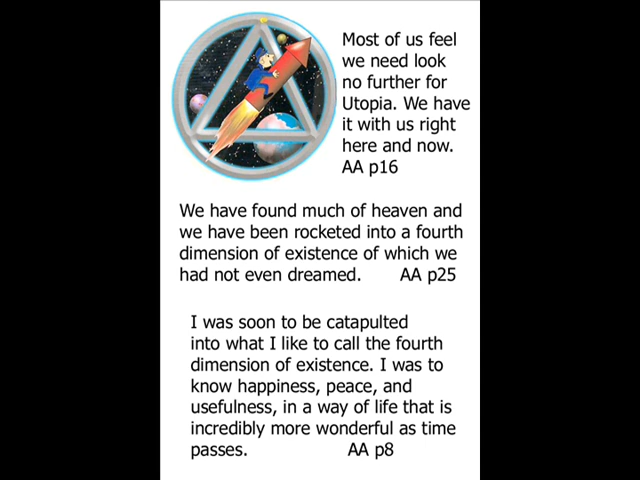 Most of us feel
we need look
no further for
Utopia. We have
it with us right
here and now.
AA p16
We have found much of heaven and
we have been rocketed into a fourth
dimension of existence of which we
had not even dreamed. AA p25
I was soon to be catapulted
into what I like to call the fourth
dimension of existence. I was to
know happiness, peace, and
usefulness, in a way of life that is
incredibly more wonderful as time
passes. AA p8